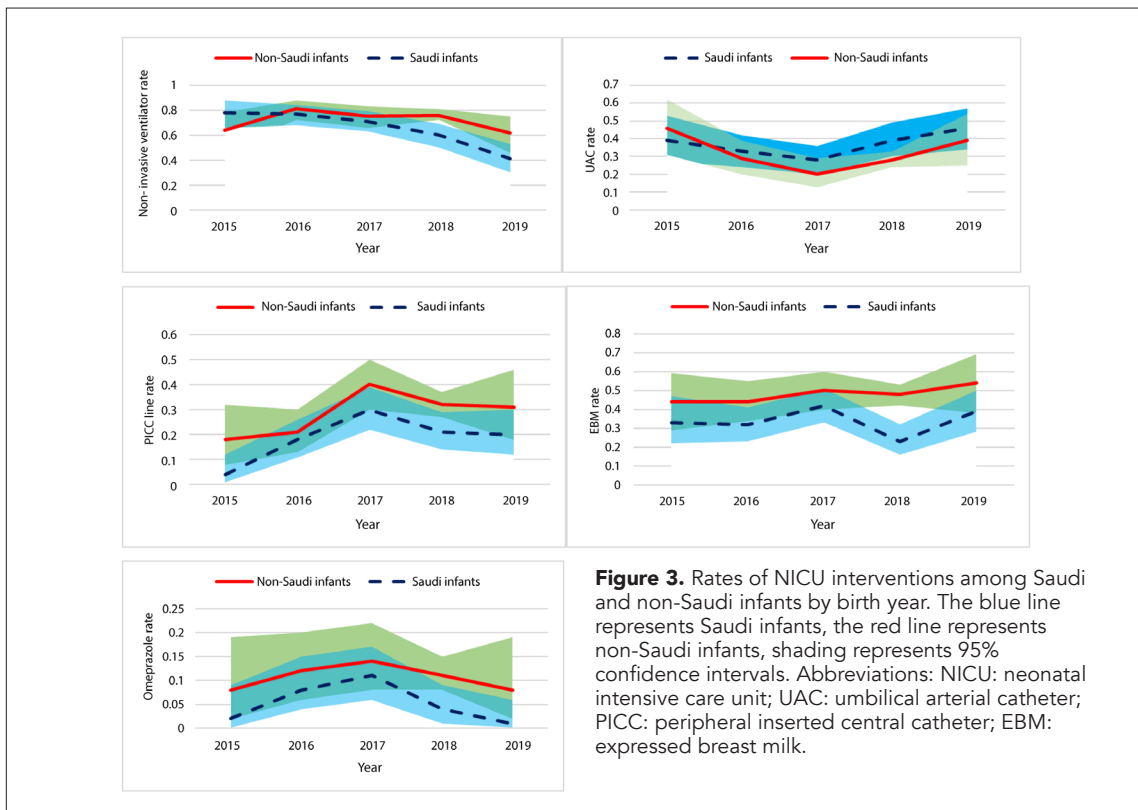 Non-Saudi infants Saudi infants
Non- invasive ventilator rate
1
0.8
0.6
0.4
0.2
0
2015 2016 2017 2018 2019
Year
Saudi infants Non-Saudi infants
UAC rate
0.7
0.6
0.5
0.4
0.3
0.2
0.1
0
2015 2016 2017 2018 2019
Year
Non-Saudi infants Saudi infants
PICC line rate
0.6
0.5
0.4
0.3
0.2
0.1
0
2015 2016 2017 2018 2019
Year
Non-Saudi infants Saudi infants
EBM rate
0.8
0.7
0.6
0.5
0.4
0.3
0.2
0.1
0
2015 2016 2017 2018 2019
Year
Non-Saudi infants Saudi infants
Omeprazole rate
0.25
0.2
0.15
0.1
0.05
0
2015 2016 2017 2018 2019
Year
Figure 3. Rates of NICU interventions among Saudi
and non-Saudi infants by birth year. The blue line
represents Saudi infants, the red line represents
non-Saudi infants, shading represents 95%
confidence intervals. Abbreviations: NICU: neonatal
intensive care unit; UAC: umbilical arterial catheter;
PICC: peripheral inserted central catheter; EBM:
expressed breast milk.